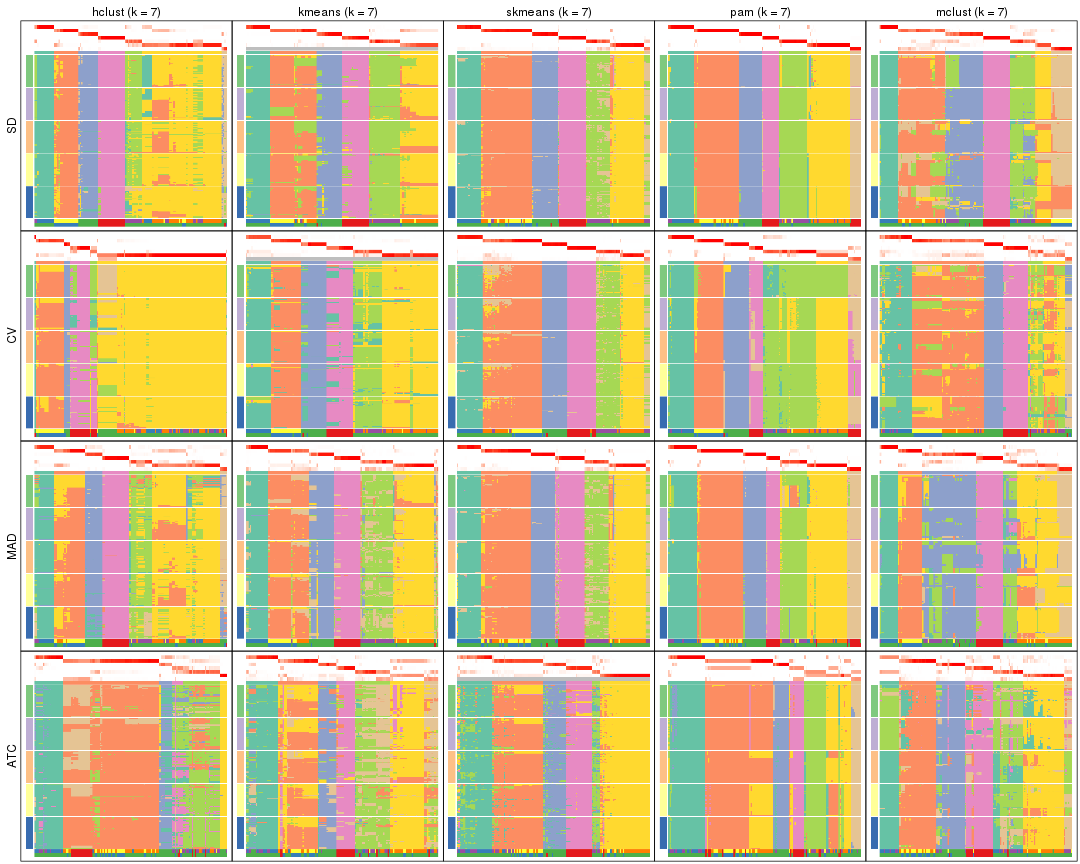 hclust (k = 7) kmeans (k = 7) skmeans (k = 7) pam (k = 7) mclust (k = 7)
SD
CV
MAD
ATC